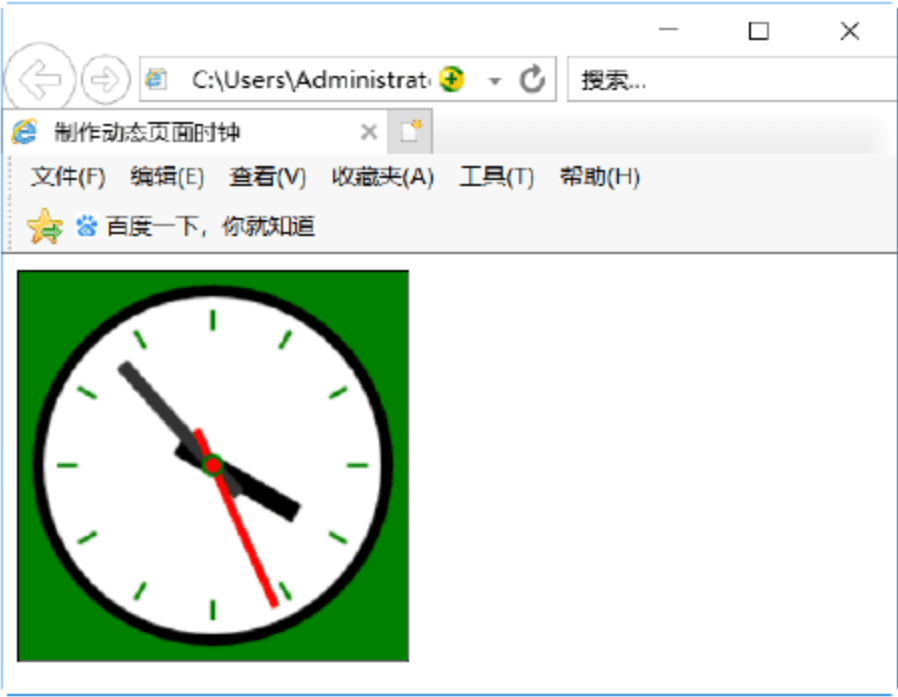 C:\Users\Administrat
搜索...
制作动态页面时钟
文件(F) 编辑(E) 查看(V) 收藏夹(A) 工具(T) 帮助(H)
百度一下，你就知道